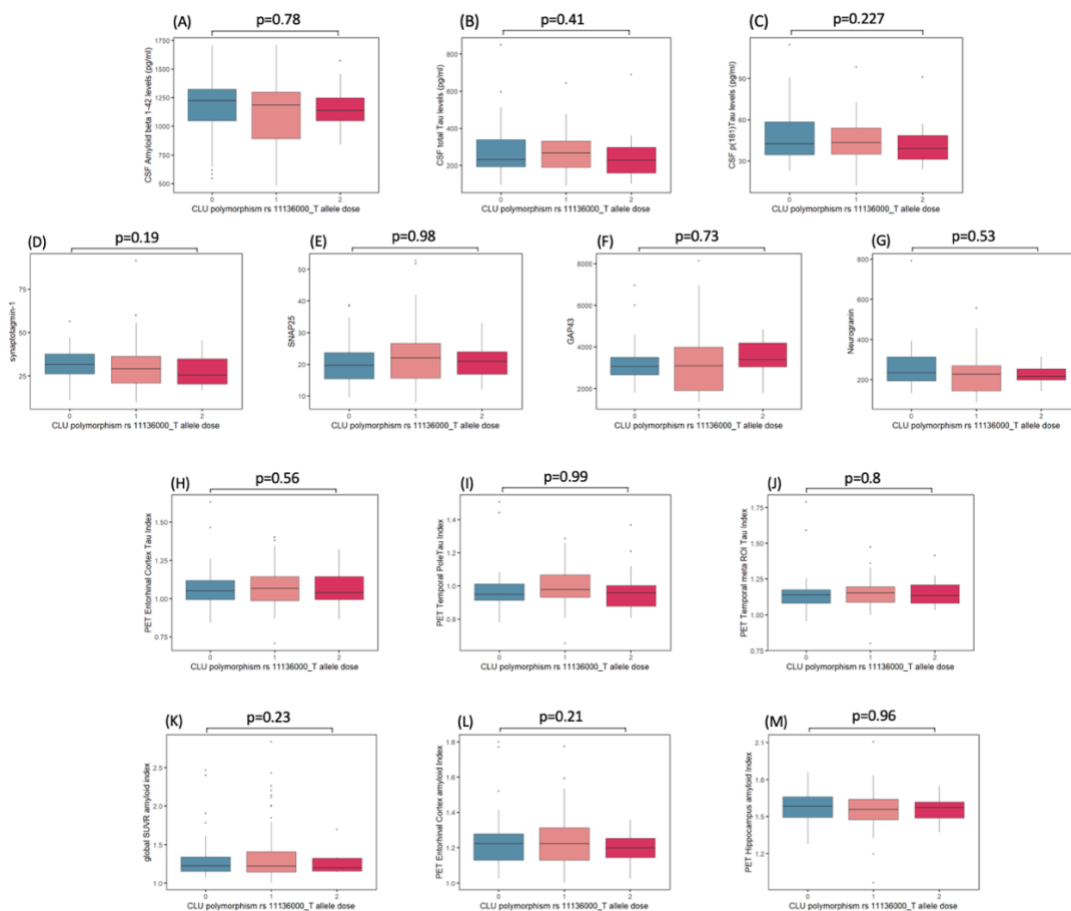 (A)
p=0.78
CSF Amyloid beta 1-42 levels (pg/ml)
1750
1500
1250
1000
750
500
0
1
2
CLU polymorphism rs 11136000_T allele dose
(B)
p=0.41
CSF total Tau levels (pg/ml)
800
600
400
200
0
1
2
CLU polymorphism rs 11136000_T allele dose
(C)
p=0.227
CSF p(181)Tau levels (pg/ml)
90
60
30
0
1
2
CLU polymorphism rs 11136000_T allele dose
(D)
p=0.19
synaptotagmin-1
75
50
25
0
1
2
CLU polymorphism rs 11136000_T allele dose
(E)
p=0.98
SNAP25
50
40
30
20
10
0
1
2
CLU polymorphism rs 11136000_T allele dose
(F)
p=0.73
GAP43
8000
6000
4000
2000
0
1
2
CLU polymorphism rs 11136000_T allele dose
(G)
p=0.53
Neurogranin
800
600
400
200
0
1
2
CLU polymorphism rs 11136000_T allele dose
(H)
p=0.56
PET Entorhinal Cortex Tau Index
1.50
1.25
1.00
0.75
0
1
2
CLU polymorphism rs 11136000_T allele dose
(I)
p=0.99
PET Temporal PoleTau Index
1.4
1.2
1.0
0.8
0
1
2
CLU polymorphism rs 11136000_T allele dose
(J)
p=0.8
PET Temporal meta ROI Tau Index
1.75
1.50
1.25
1.00
0.75
0
1
2
CLU polymorphism rs 11136000_T allele dose
(K)
p=0.23
global SUVR amyloid index
2.5
2.0
1.5
1.0
0
1
2
CLU polymorphism rs 11136000_T allele dose
(L)
p=0.21
PET Entorhinal Cortex amyloid Index
1.8
1.6
1.4
1.2
1.0
0
1
2
CLU polymorphism rs 11136000_T allele dose
(M)
p=0.96
PET Hippocampus amyloid Index
2.1
1.8
1.5
1.2
0
1
2
CLU polymorphism rs 11136000_T allele dose